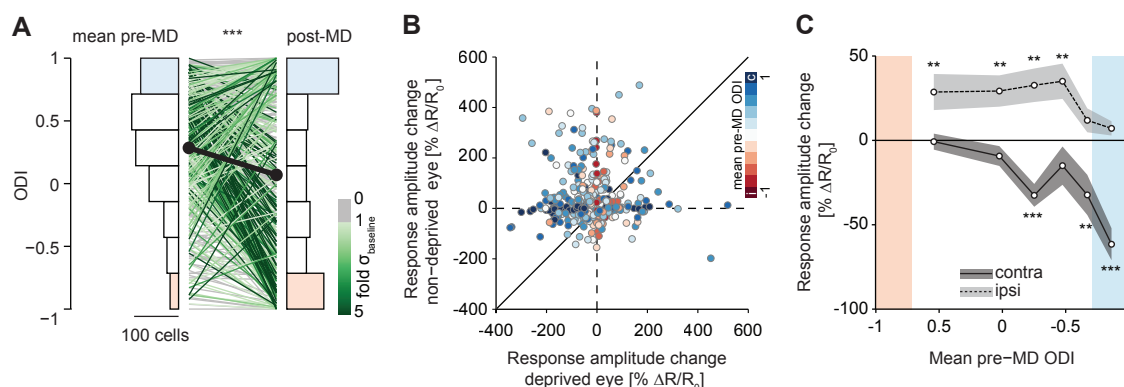 A
mean pre-MD
***
post-MD
1
0.5
0
−0.5
−1
ODI
100 cells
0
1
5
fold σbaseline
B
Response amplitude change
non-deprived eye [% ΔR/R0]
600
400
200
0
-200
-400
-400 -200 0 200 400 600
Response amplitude change
deprived eye [% ΔR/R0]
mean pre-MD ODI
C
1
I
-1
C
Response amplitude change
[% ΔR/R0]
50
0
-50
-100
** ** ** **
***
**
***
contra
ipsi
-1 0.5 0 -0.5
Mean pre−MD ODI